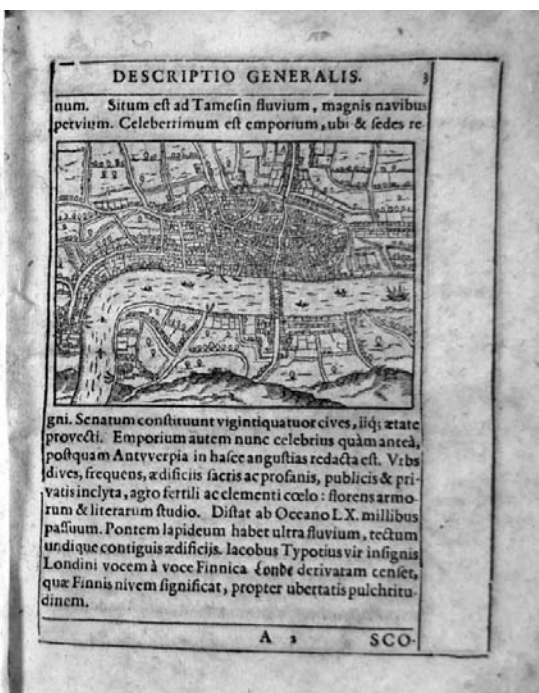 DESCRIPTIO GENERALIS. 3
num. Situm eſt ad Tameſin fluvium, magnis navibus
pervium. Celeberrimum eſt emporium, ubi & ſedes re-
gni. Senatum conſtituunt vigintiquatuor cives, iiq; ætate
provecti. Emporium autem nunc celebrius quàm anteà,
poſtquam Antvverpia in haſce anguſtias redacta eſt. Vrbs
dives, frequens, ædificiis ſacris ac profanis, publicis & pri-
vatis inclyta, agro fertili ac clementi cœlo: florens armo-
rum & literarum ſtudio. Diſtat ab Oceano LX. millibus
paſſuum. Pontem lapideum habet ultra fluvium, tectum
undique contiguis ædificijs. Iacobus Typotius vir inſignis
Londini vocem à voce Finnica Londe derivatam cenſet,
quæ Finnis nivem ſignificat, propter ubertatis pulchritu-
dinem.
A 2 SCO-